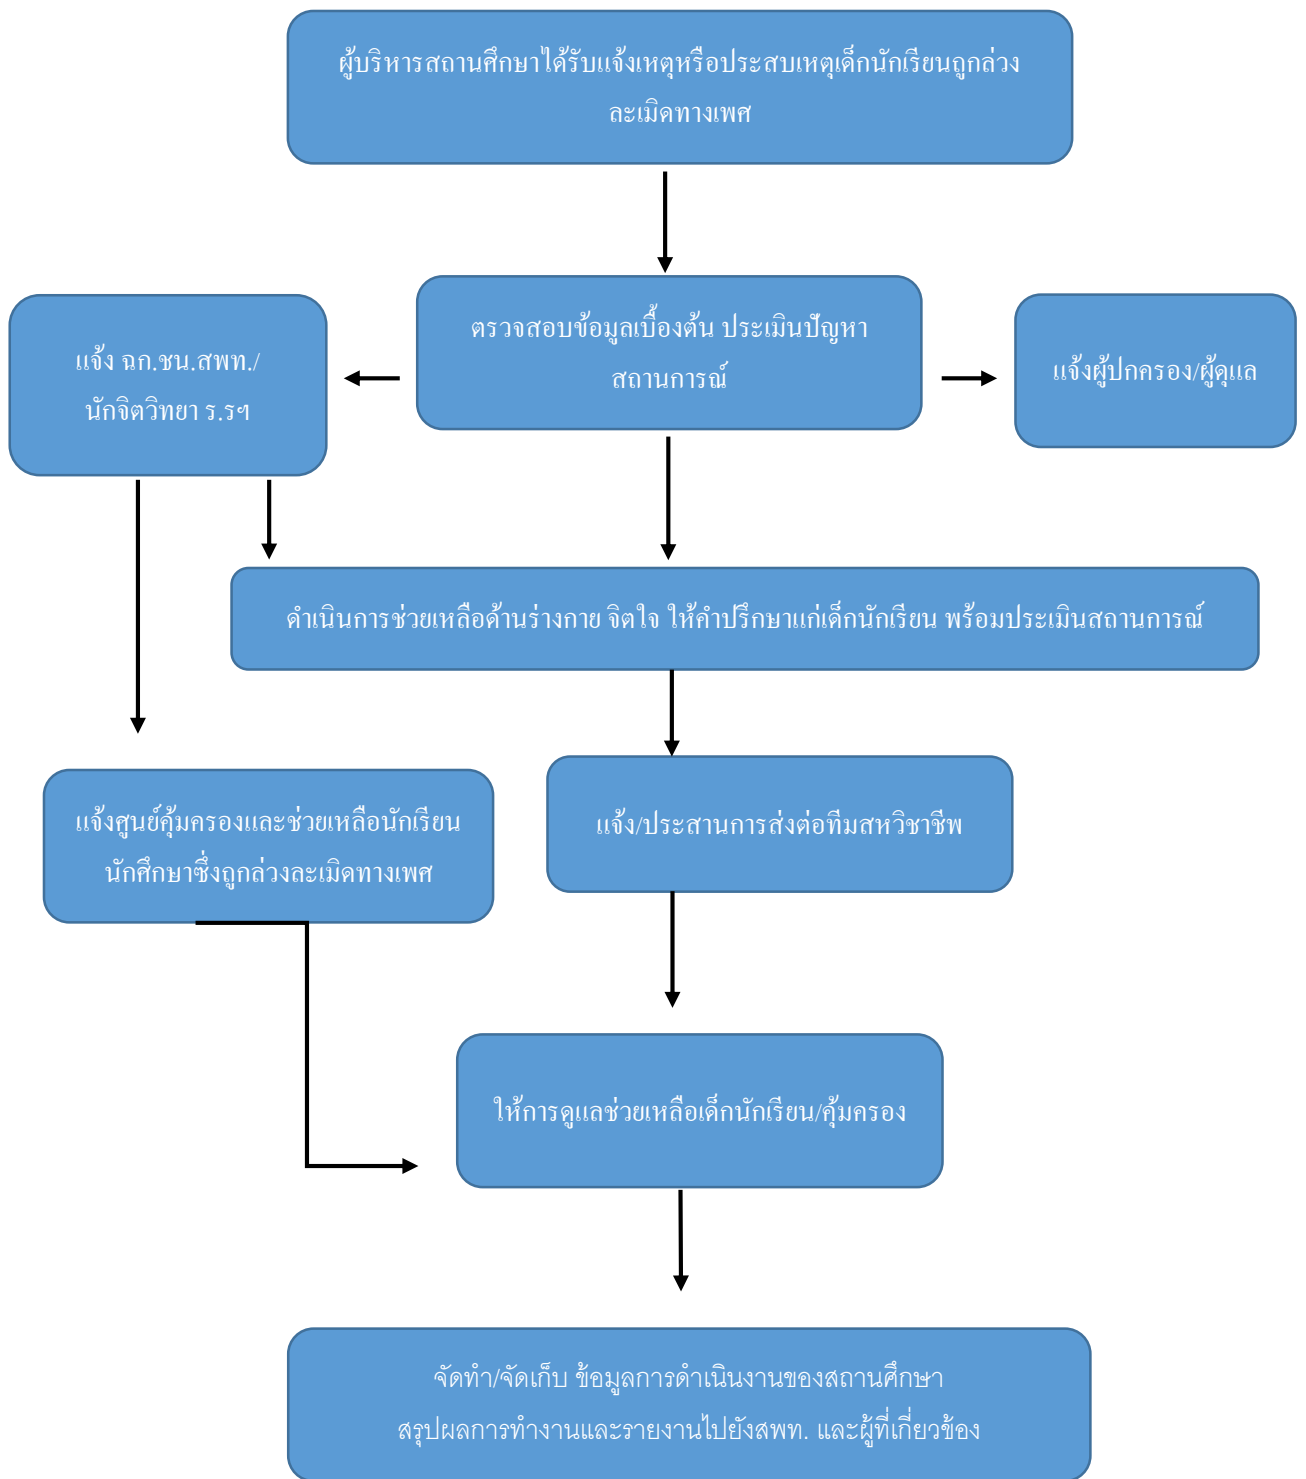 ผู้บริหารสถานศึกษาได้รับแจ้งเหตุหรือประสบเหตุเด็กนักเรียนถูกล่วง
ละเมิดทางเพศ
ตรวจสอบข้อมูลเบื้องต้น ประเมินปัญหา
สถานการณ์
แจ้ง ฉก.ชน.สพท./
นักจิตวิทยา ร.รฯ
แจ้งผู้ปกครอง/ผู้ดุแล
ดำเนินการช่วยเหลือด้านร่างกาย จิตใจ ให้คำปรึกษาแก่เด็กนักเรียน พร้อมประเมินสถานการณ์
แจ้งศูนย์คุ้มครองและช่วยเหลือนักเรียน
นักศึกษาซึ่งถูกล่วงละเมิดทางเพศ
แจ้ง/ประสานการส่งต่อทีมสหวิชาชีพ
ให้การดูแลช่วยเหลือเด็กนักเรียน/คุ้มครอง
จัดทำ/จัดเก็บ ข้อมูลการดำเนินงานของสถานศึกษา
สรุปผลการทำงานและรายงานไปยังสพท. และผู้ที่เกี่ยวข้อง